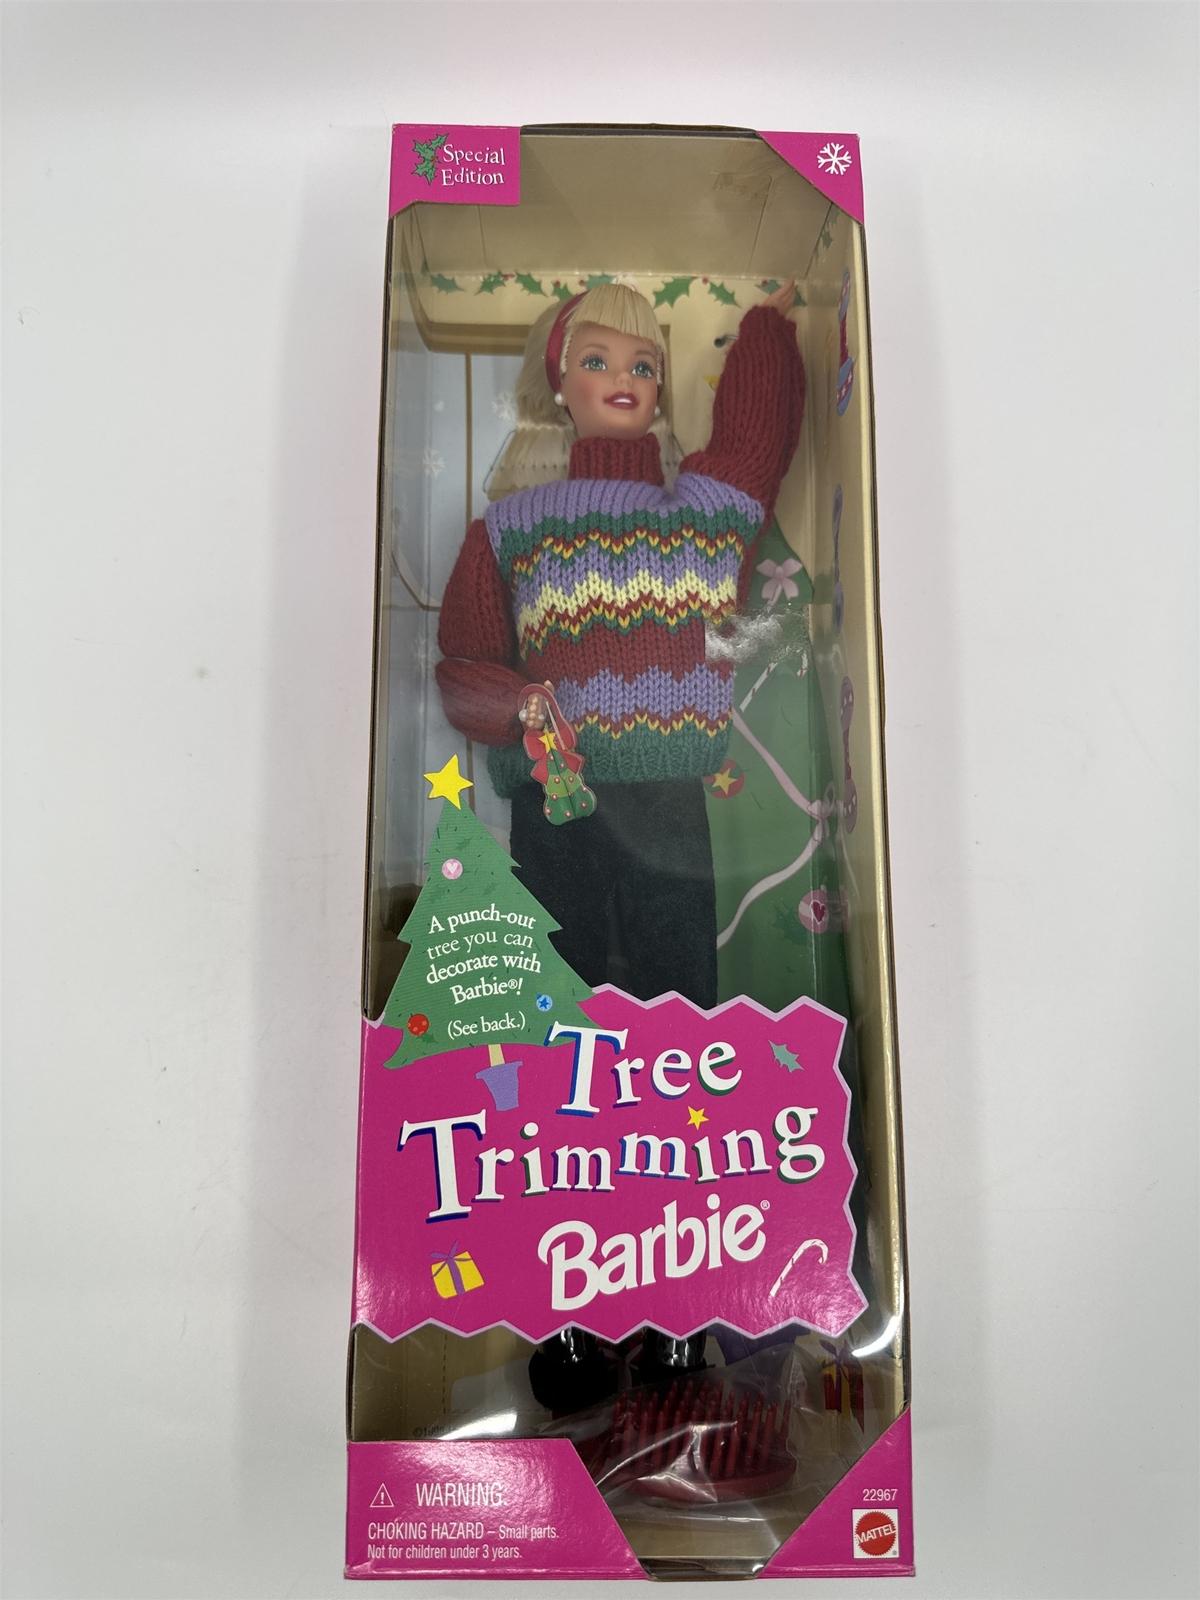 Special
Edition
A punch-out
tree you can
decorate with
Barbie®!
(See back.)
Tree
Trimming
Barbie®
⚠ WARNING:
CHOKING HAZARD – Small parts.
Not for children under 3 years.
22967
MATTEL